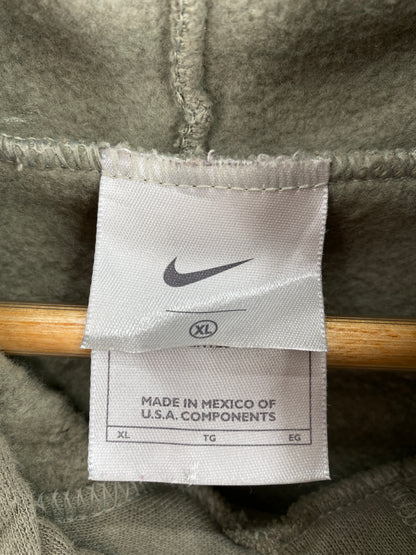 XL
MADE IN MEXICO OF
U.S.A. COMPONENTS
XL TG EG